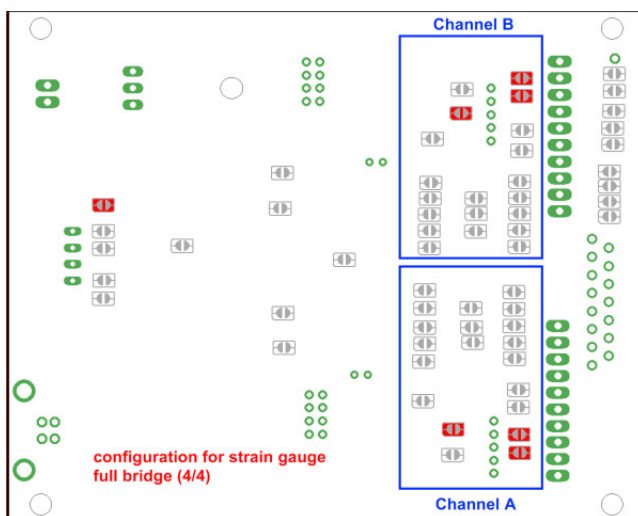 Channel B
configuration for strain gauge
full bridge (4/4)
Channel A